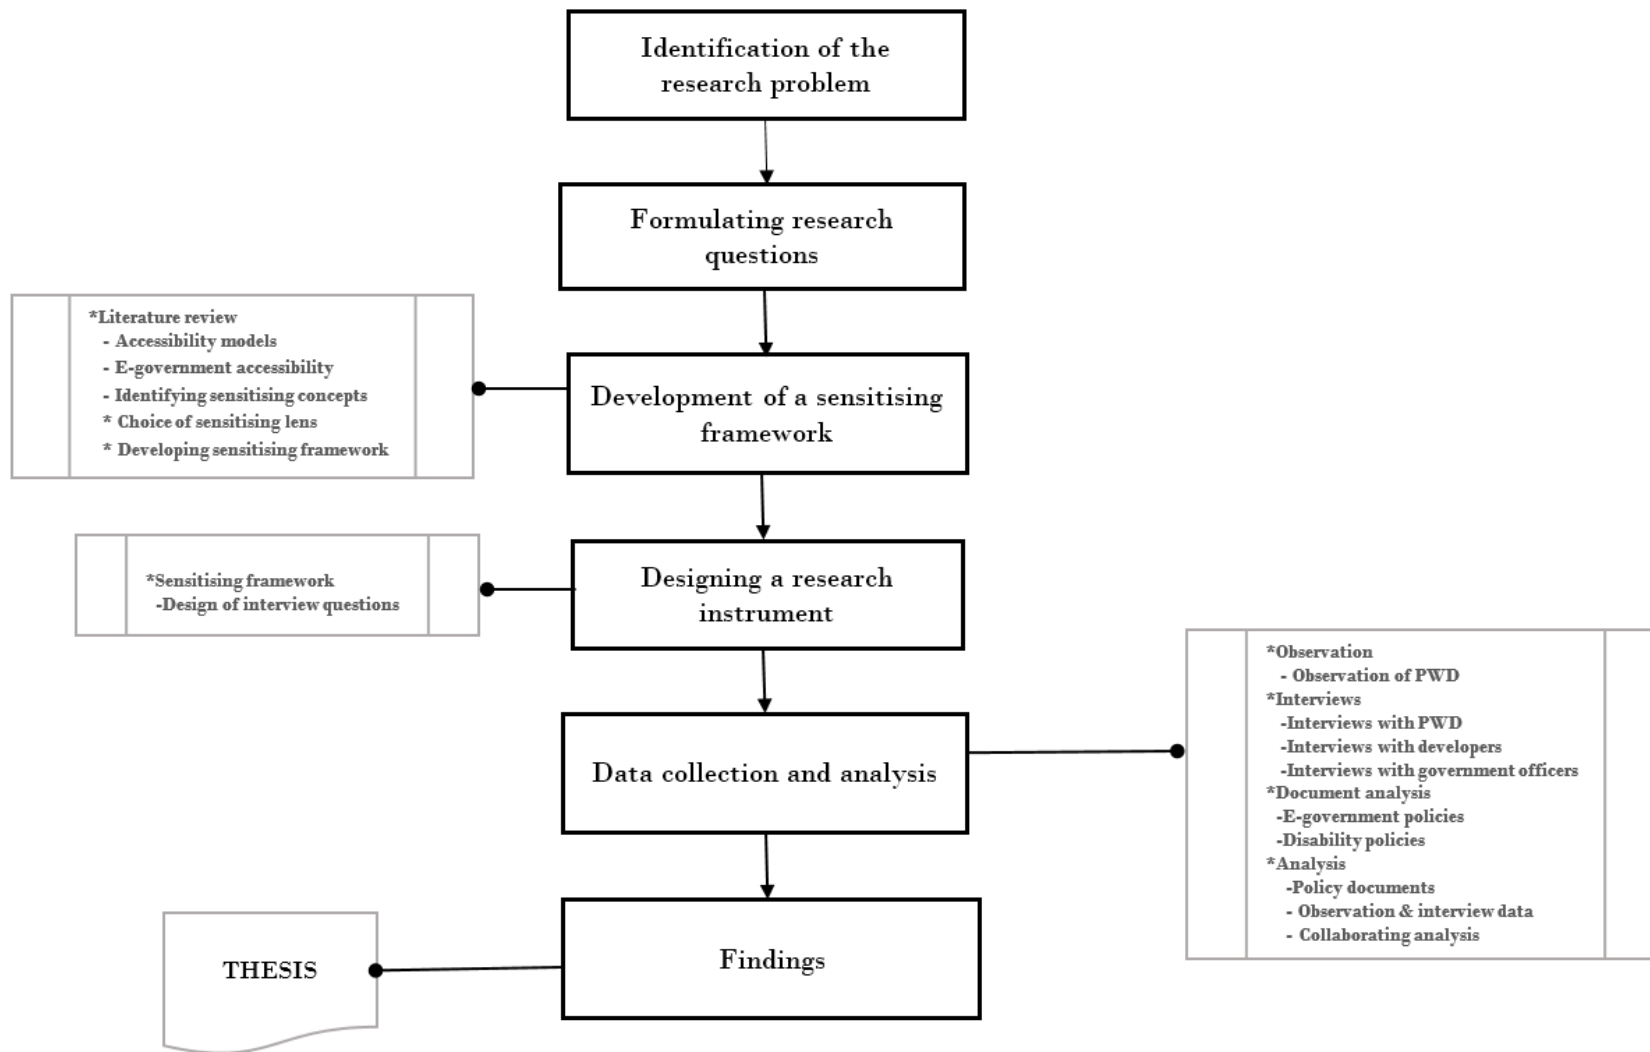 Identification of the
research problem
Formulating research
questions
*Literature review
- Accessibility models
- E-government accessibility
- Identifying sensitising concepts
* Choice of sensitising lens
* Developing sensitising framework
Development of a sensitising
framework
*Sensitising framework
-Design of interview questions
Designing a research
instrument
Data collection and analysis
*Observation
- Observation of PWD
*Interviews
-Interviews with PWD
-Interviews with developers
-Interviews with government officers
*Document analysis
-E-government policies
-Disability policies
*Analysis
-Policy documents
- Observation & interview data
- Collaborating analysis
THESIS
Findings